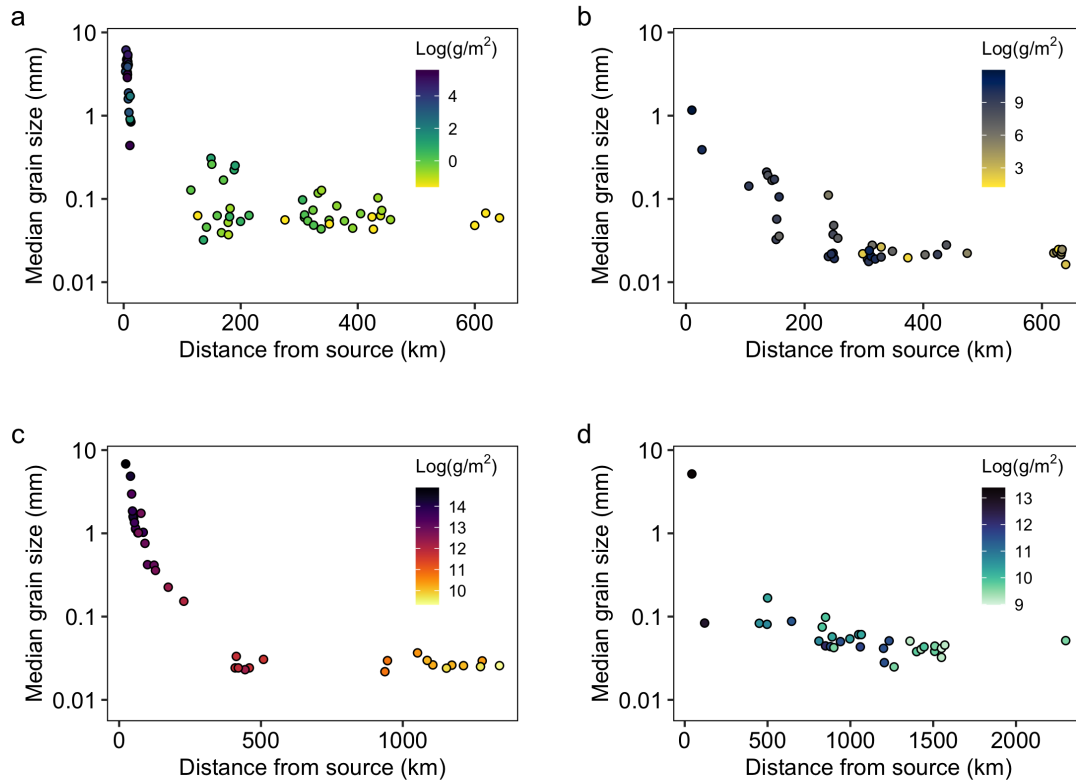 a
Log(g/m²)
4
2
0
10
1
0.1
0.01
Median grain size (mm)
0 200 400 600
Distance from source (km)
b
Log(g/m²)
9
6
3
10
1
0.1
0.01
Median grain size (mm)
0 200 400 600
Distance from source (km)
c
Log(g/m²)
14
13
12
11
10
10
1
0.1
0.01
Median grain size (mm)
0 500 1000
Distance from source (km)
d
Log(g/m²)
13
12
11
10
9
10
1
0.1
0.01
Median grain size (mm)
0 500 1000 1500 2000
Distance from source (km)